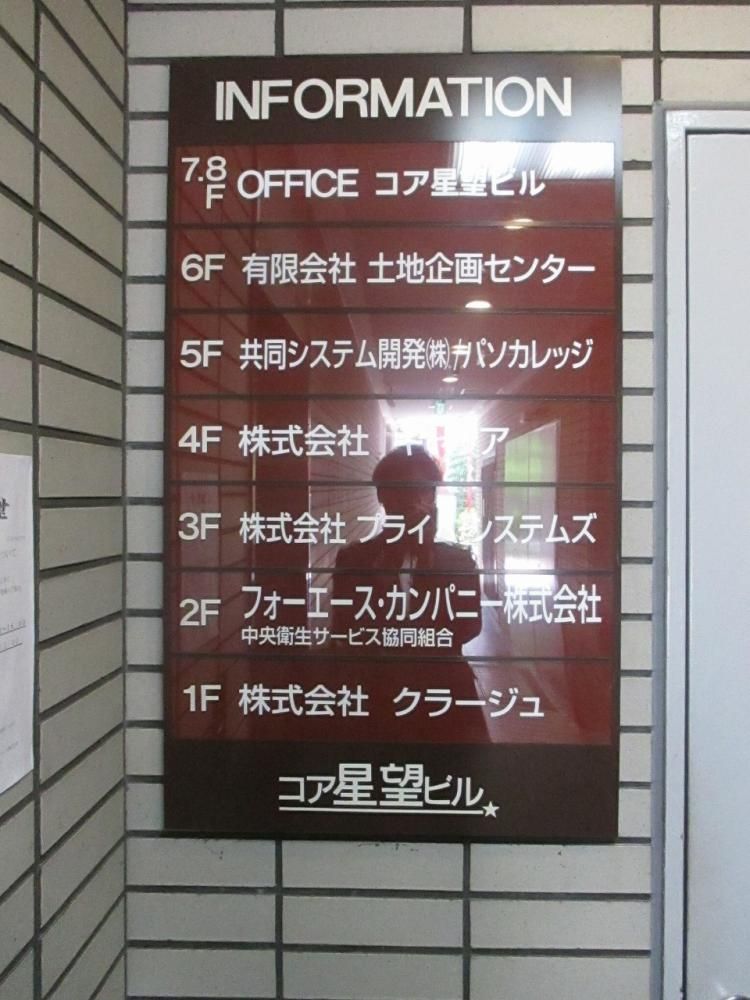 INFORMATION
7.8F OFFICE コア星望ビル
6F 有限会社 土地企画センター
5F 共同システム開発㈱/パソカレッジ
4F 株式会社
3F 株式会社 プライムシステムズ
2F フォーエース・カンパニー株式会社
中央衛生サービス協同組合
1F 株式会社 クラージュ
コア星望ビル